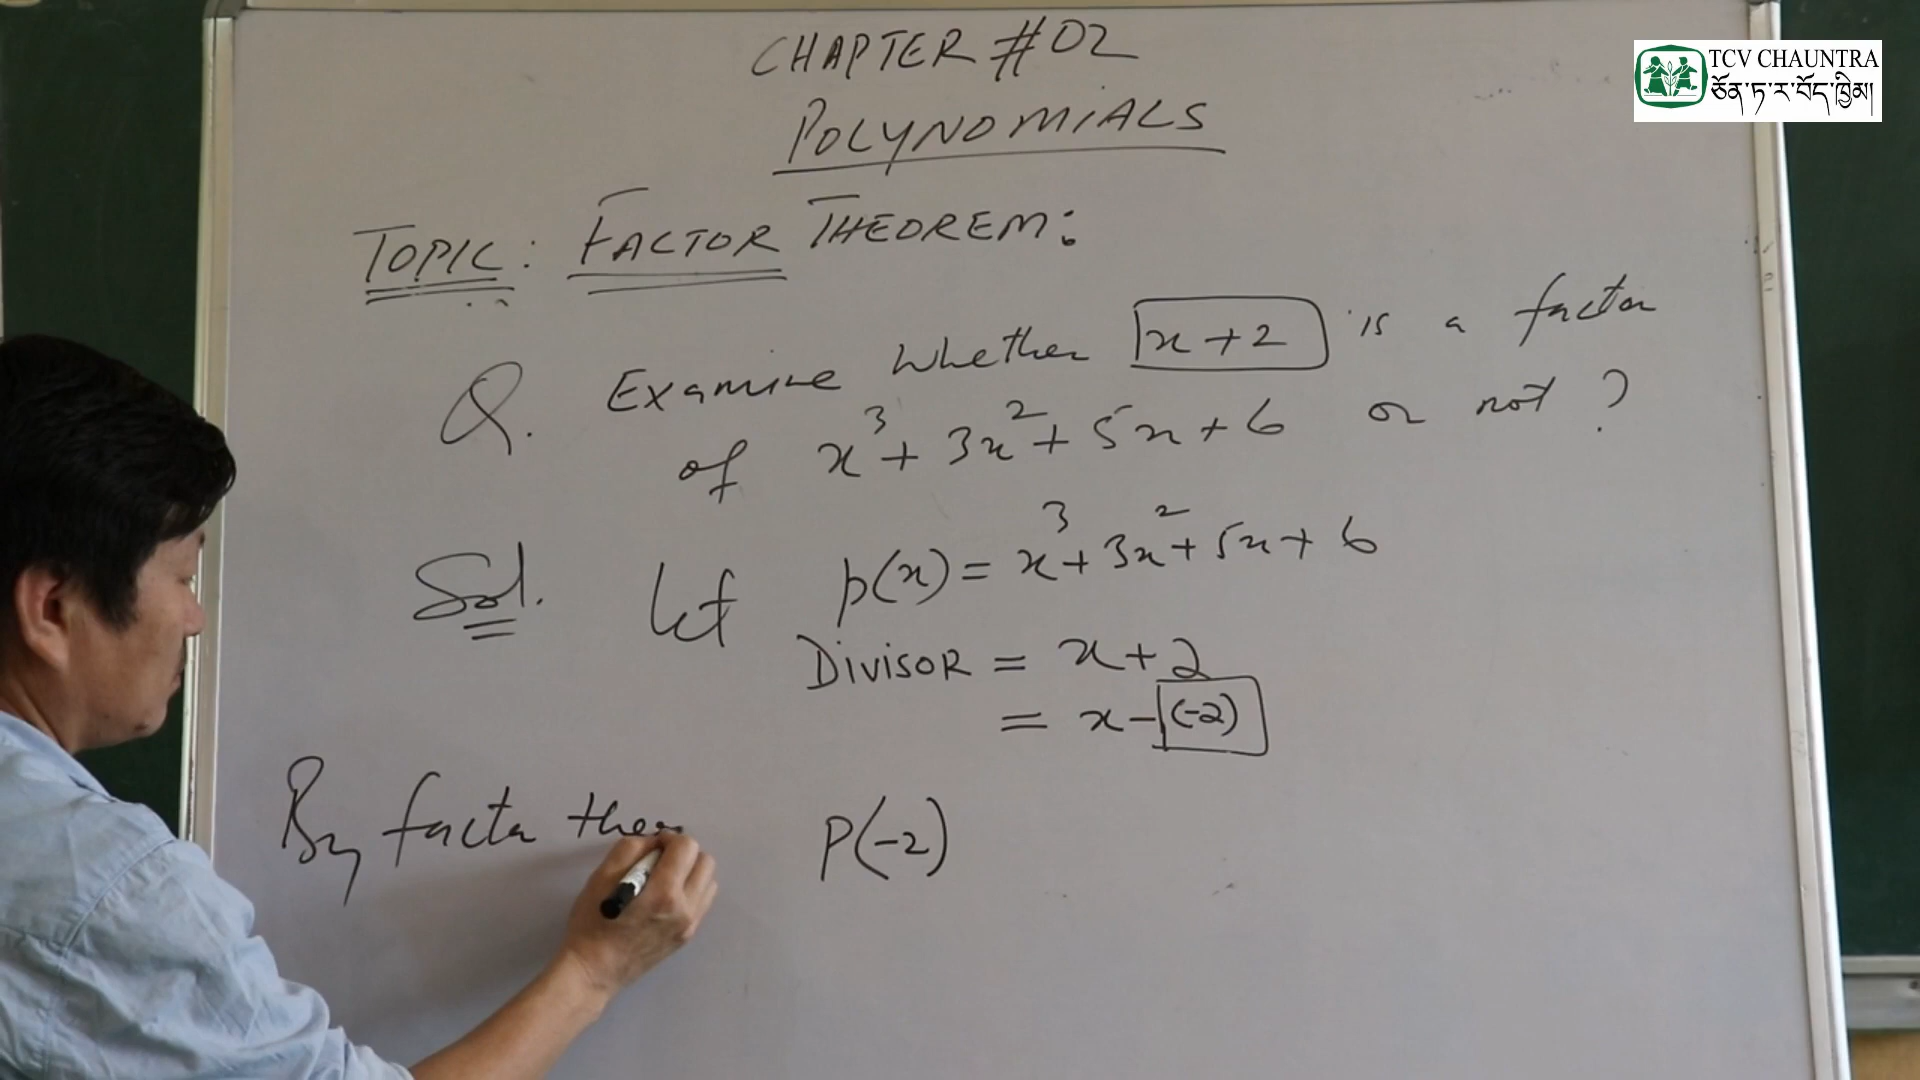 CHAPTER #02
POLYNOMIALS
TCV CHAUNTRA
ཅོན་ཏ་ར་བོད་ཁྱིམ།
TOPIC: FACTOR THEOREM:
Q. Examine whether x+2 is a factor
of x³+3x²+5x+6 or not?
Sol. Let p(x) = x³+3x²+5x+6
DIVISOR = x+2
= x-(-2)
By factor theo P(-2)